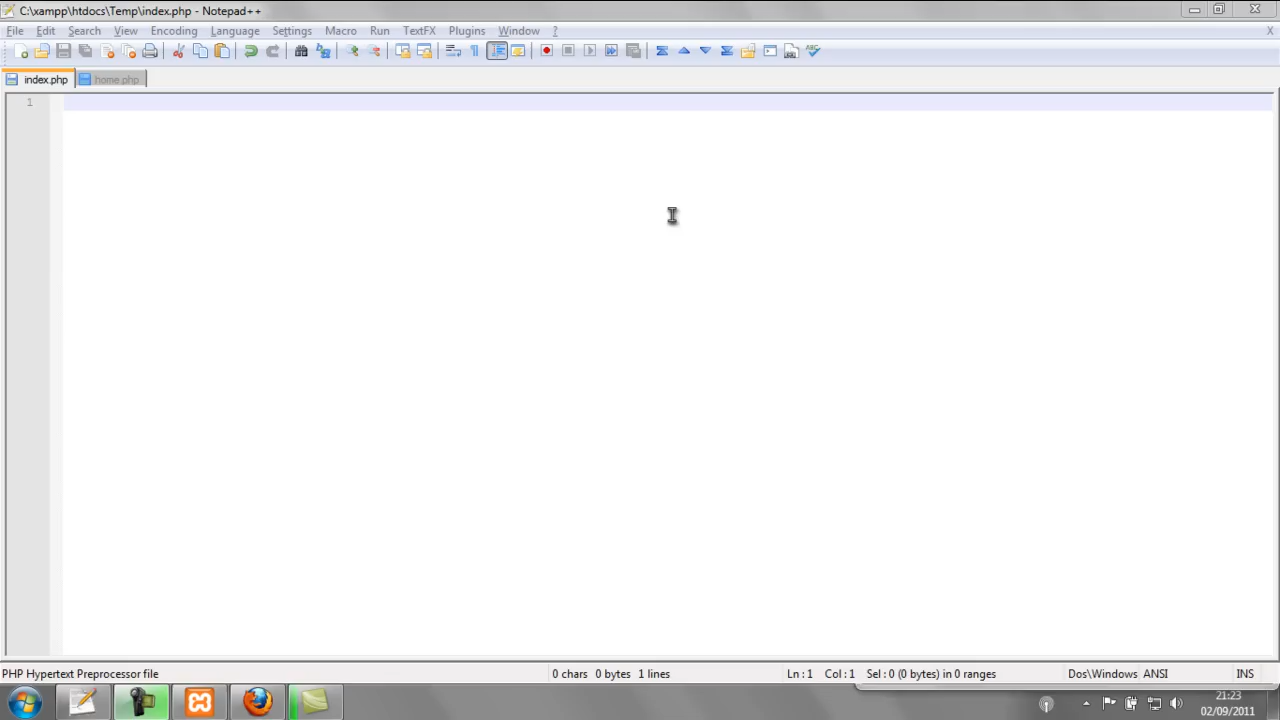 C:\xampp\htdocs\Temp\index.php - Notepad++
File Edit Search View Encoding Language Settings Macro Run TextFX Plugins Window ? X
index.php home.php
1
PHP Hypertext Preprocessor file 0 chars 0 bytes 1 lines Ln : 1 Col : 1 Sel : 0 (0 bytes) in 0 ranges Dos\Windows ANSI INS
21:23
02/09/2011